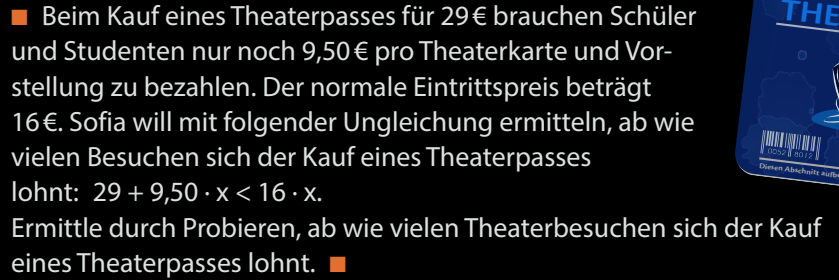 ■ Beim Kauf eines Theaterpasses für 29 € brauchen Schüler
und Studenten nur noch 9,50 € pro Theaterkarte und Vor-
stellung zu bezahlen. Der normale Eintrittspreis beträgt
16 €. Sofia will mit folgender Ungleichung ermitteln, ab wie
vielen Besuchen sich der Kauf eines Theaterpasses
lohnt: 29 + 9,50 · x < 16 · x.
Ermittle durch Probieren, ab wie vielen Theaterbesuchen sich der Kauf
eines Theaterpasses lohnt. ■
THE
0052 8012
Diesen Abschnitt aufb